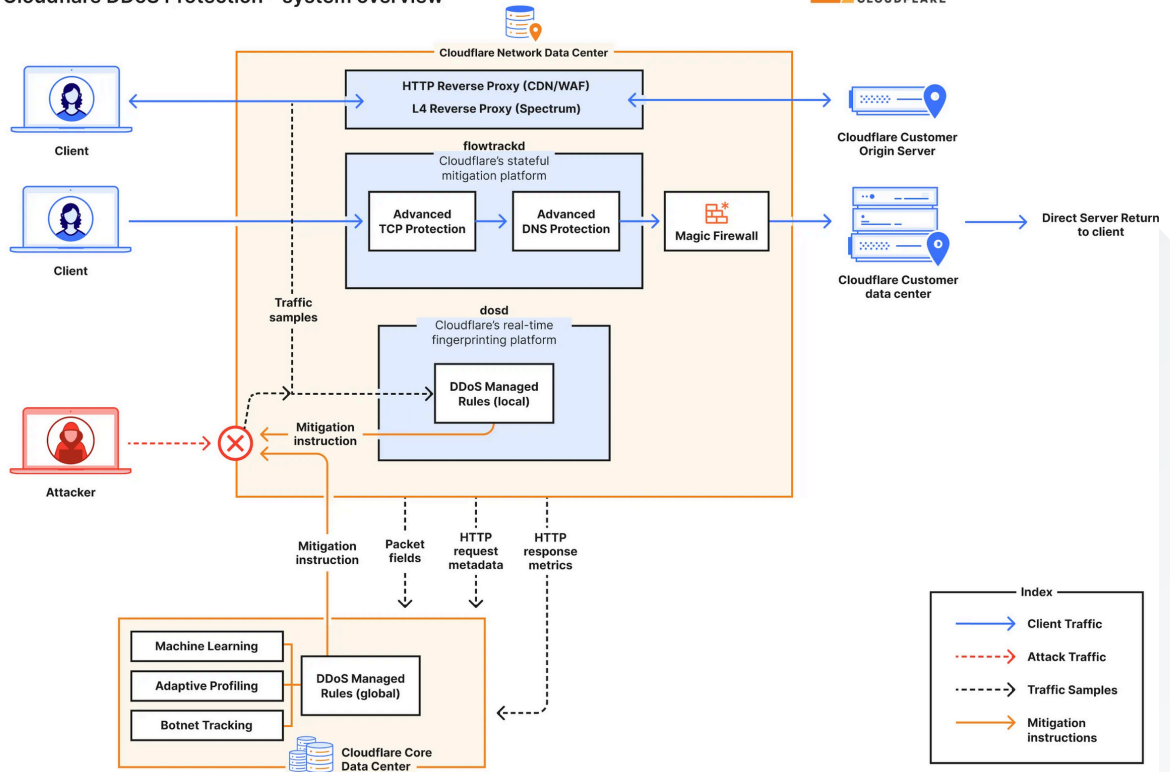 Cloudflare DDoS Protection - system overview
CLOUDFLARE
Cloudflare Network Data Center
HTTP Reverse Proxy (CDN/WAF)
L4 Reverse Proxy (Spectrum)
Client
Cloudflare Customer
Origin Server
flowtrackd
Cloudflare's stateful
mitigation platform
Advanced
TCP Protection
Advanced
DNS Protection
Magic Firewall
Direct Server Return
to client
Client
Cloudflare Customer
data center
Traffic
samples
dosd
Cloudflare's real-time
fingerprinting platform
DDoS Managed
Rules (local)
Mitigation
instruction
Attacker
Mitigation
instruction
Packet
fields
HTTP
request
metadata
HTTP
response
metrics
Machine Learning
Adaptive Profiling
Botnet Tracking
DDoS Managed
Rules (global)
Cloudflare Core
Data Center
Index
Client Traffic
Attack Traffic
Traffic Samples
Mitigation
instructions